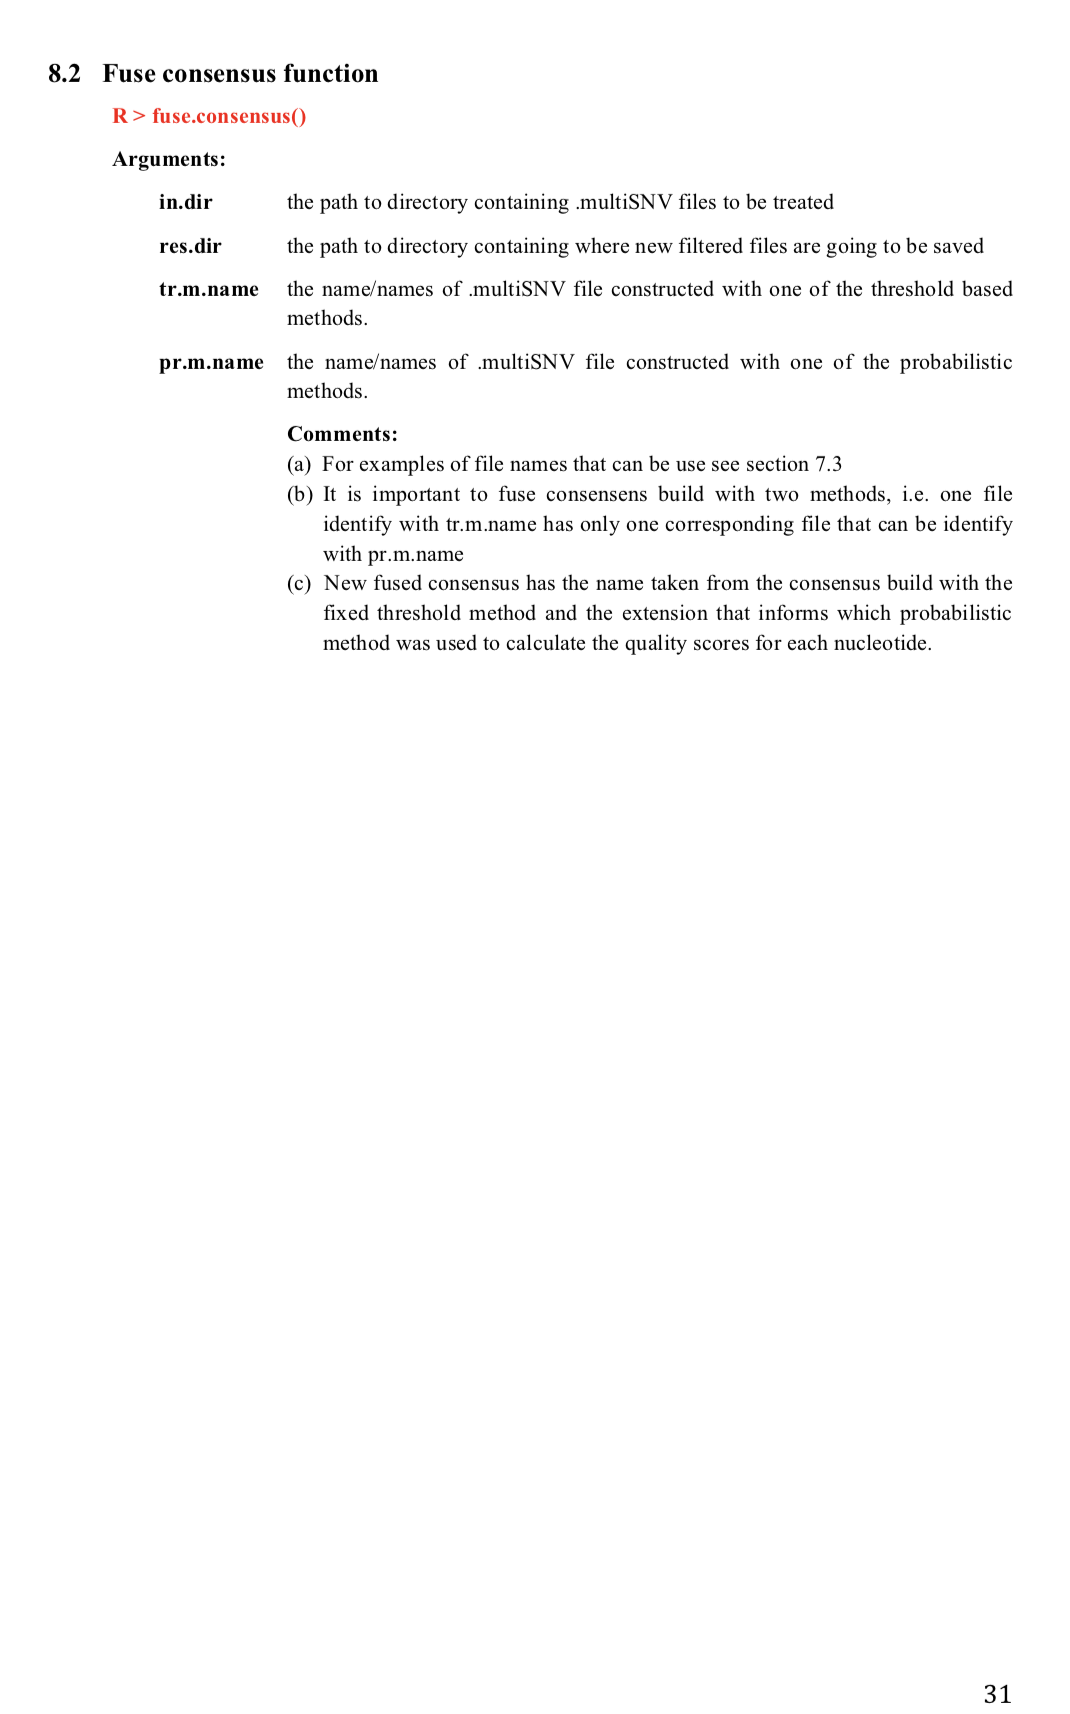 8.2 Fuse consensus function
R > fuse.consensus()
Arguments:
in.dir the path to directory containing .multiSNV files to be treated
res.dir the path to directory containing where new filtered files are going to be saved
tr.m.name the name/names of .multiSNV file constructed with one of the threshold based
methods.
pr.m.name the name/names of .multiSNV file constructed with one of the probabilistic
methods.
Comments:
(a) For examples of file names that can be use see section 7.3
(b) It is important to fuse consensens build with two methods, i.e. one file
identify with tr.m.name has only one corresponding file that can be identify
with pr.m.name
(c) New fused consensus has the name taken from the consensus build with the
fixed threshold method and the extension that informs which probabilistic
method was used to calculate the quality scores for each nucleotide.
31